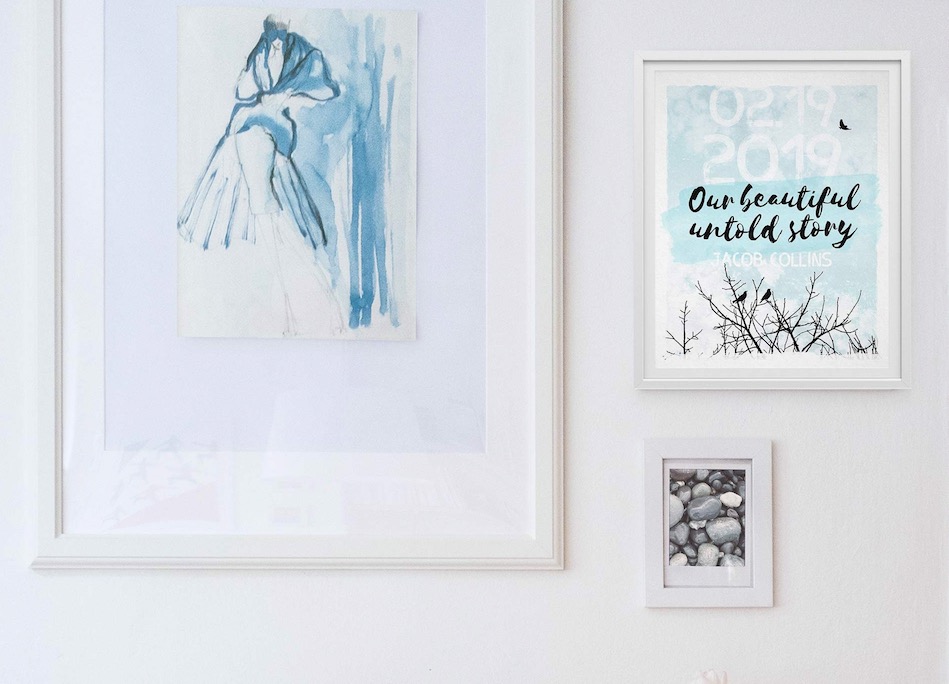 02.19
2019
Our beautiful
untold story
JACOB COLLINS